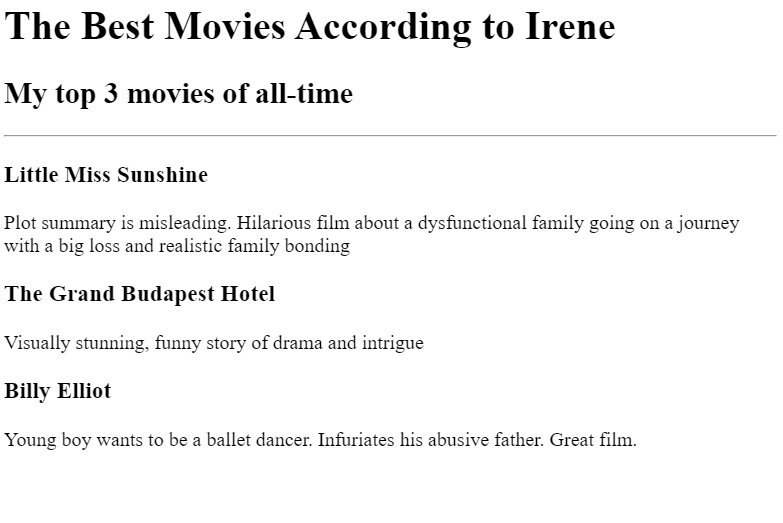 The Best Movies According to Irene
My top 3 movies of all-time
Little Miss Sunshine
Plot summary is misleading. Hilarious film about a dysfunctional family going on a journey
with a big loss and realistic family bonding
The Grand Budapest Hotel
Visually stunning, funny story of drama and intrigue
Billy Elliot
Young boy wants to be a ballet dancer. Infuriates his abusive father. Great film.